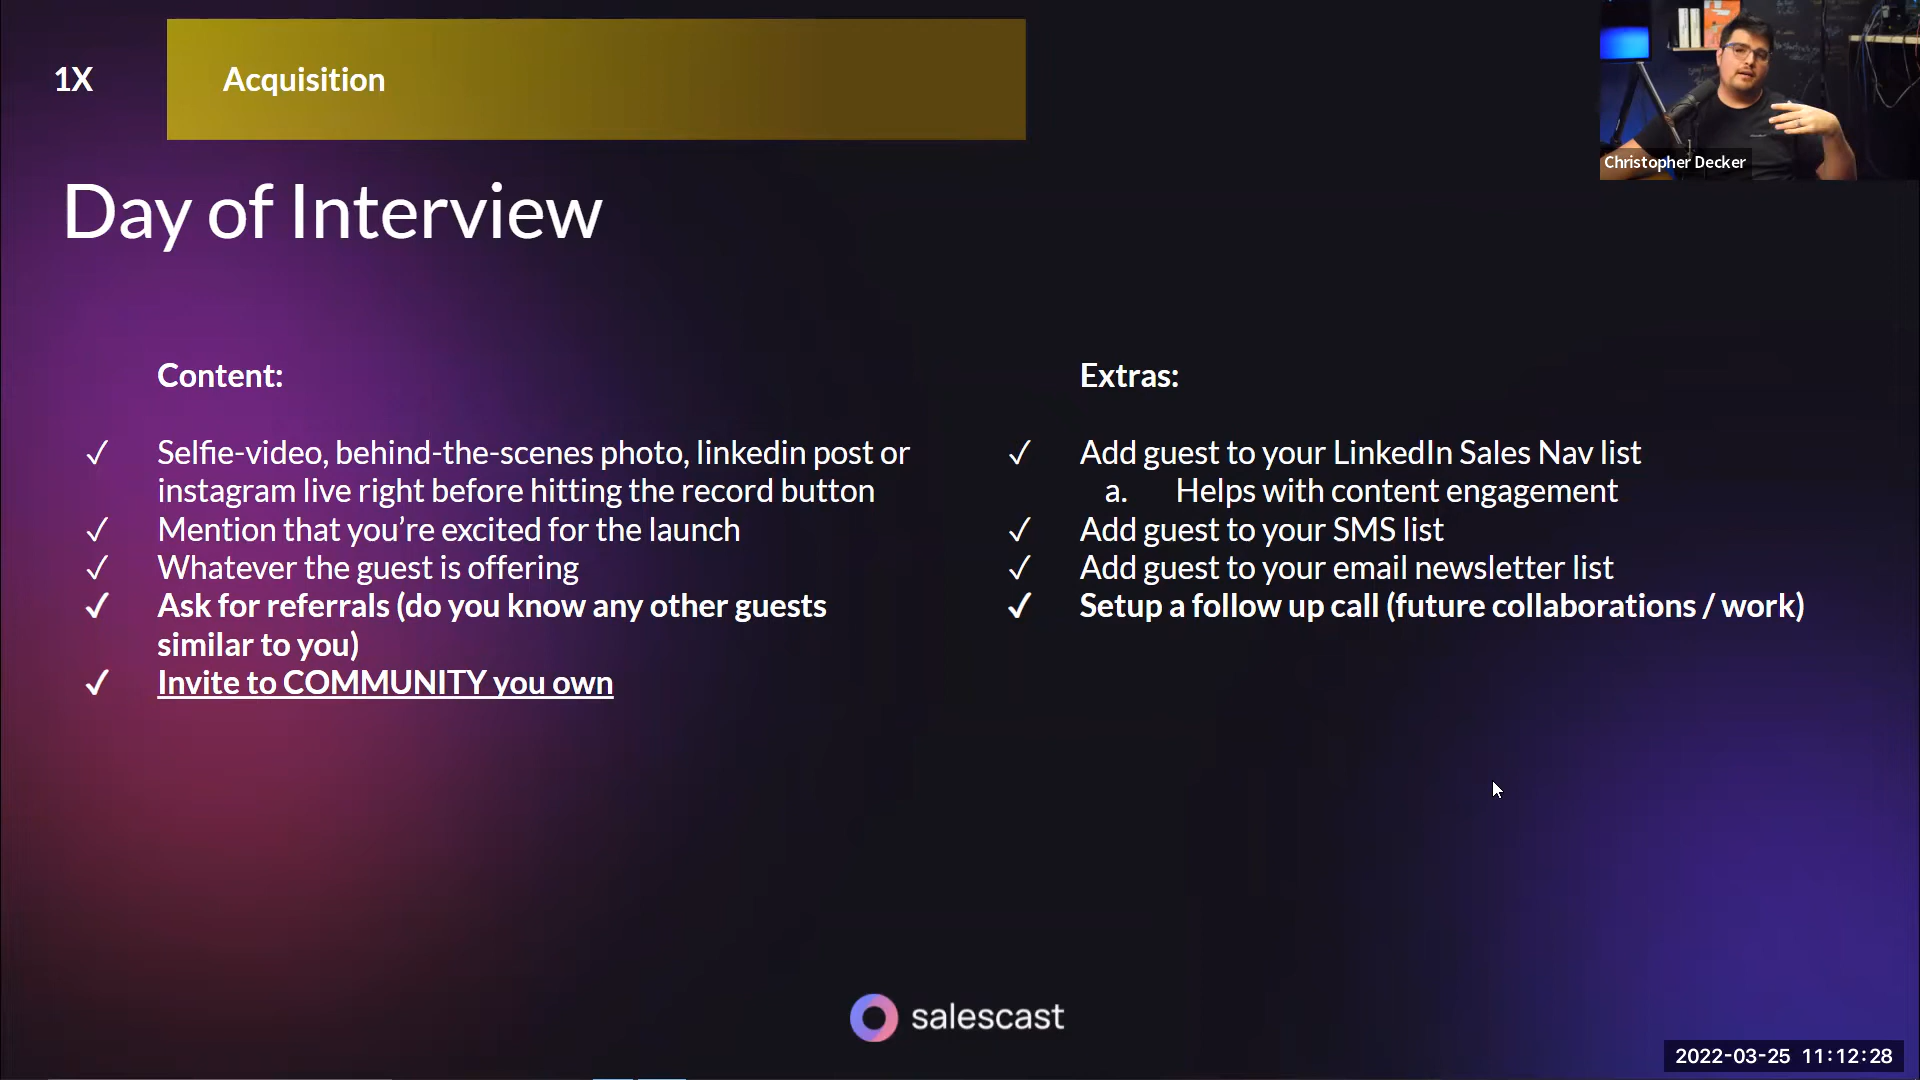 1X
Acquisition
Christopher Decker
Day of Interview
Content:
✓ Selfie-video, behind-the-scenes photo, linkedin post or
instagram live right before hitting the record button
✓ Mention that you’re excited for the launch
✓ Whatever the guest is offering
✓ Ask for referrals (do you know any other guests
similar to you)
✓ Invite to COMMUNITY you own
Extras:
✓ Add guest to your LinkedIn Sales Nav list
a. Helps with content engagement
✓ Add guest to your SMS list
✓ Add guest to your email newsletter list
✓ Setup a follow up call (future collaborations / work)
salescast
2022-03-25 11:12:28